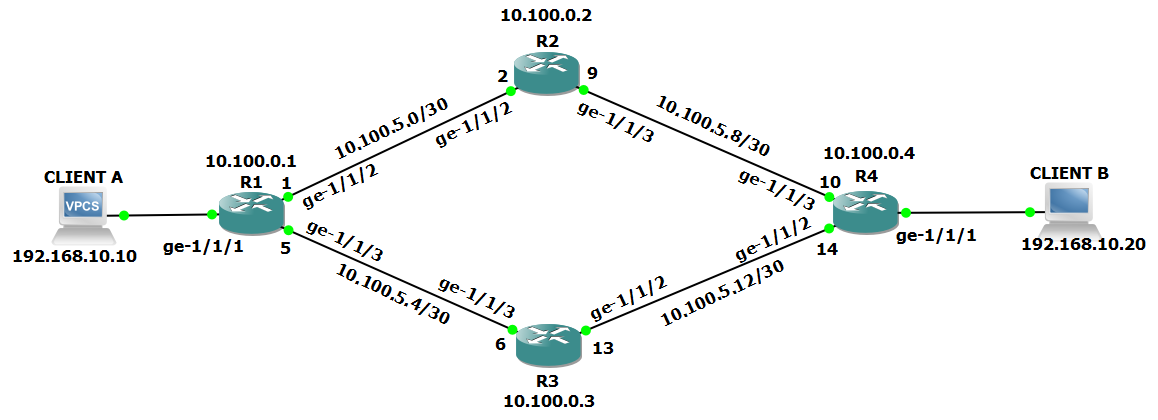 10.100.0.2
R2
2
9
10.100.5.0/30
ge-1/1/2
ge-1/1/3
10.100.5.8/30
10.100.0.1
R1
1
ge-1/1/2
10.100.0.4
R4
10
ge-1/1/3
CLIENT A
VPCS
192.168.10.10
ge-1/1/1
CLIENT B
192.168.10.20
ge-1/1/1
5
ge-1/1/3
10.100.5.4/30
ge-1/1/3
6
ge-1/1/2
14
ge-1/1/2
10.100.5.12/30
13
R3
10.100.0.3